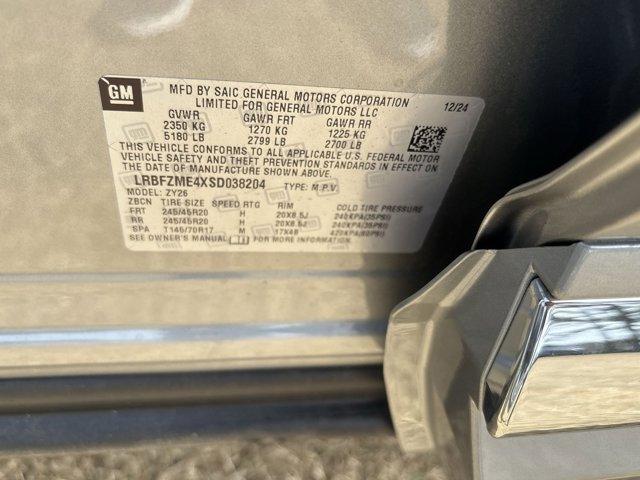 GM
MFD BY SAIC GENERAL MOTORS CORPORATION
LIMITED FOR GENERAL MOTORS LLC
12/24
GVWR GAWR FRT GAWR RR
2350 KG 1270 KG 1225 KG
5180 LB 2799 LB 2700 LB
THIS VEHICLE CONFORMS TO ALL APPLICABLE U.S. FEDERAL MOTOR
VEHICLE SAFETY AND THEFT PREVENTION STANDARDS IN EFFECT ON
THE DATE OF MANUFACTURE SHOWN ABOVE.
LRBFZME4XSD038204 TYPE: M.P.V.
MODEL: ZY26
ZBCN TIRE SIZE SPEED RTG RIM COLD TIRE PRESSURE
FRT 245/45R20 H 20X8.5J 240KPA(35PSI)
RR 245/45R20 H 20X8.5J 240KPA(35PSI)
SPA T145/70R17 M 17X4B 420KPA(60PSI)
SEE OWNER'S MANUAL FOR MORE INFORMATION.